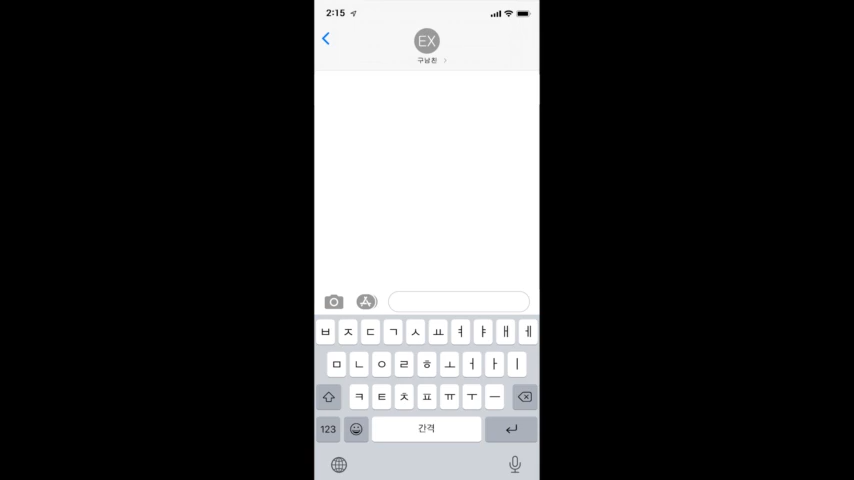 2:15
EX
구남친
ㅂ ㅈ ㄷ ㄱ ㅅ ㅛ ㅕ ㅑ ㅐ ㅔ
ㅁ ㄴ ㅇ ㄹ ㅎ ㅗ ㅓ ㅏ ㅣ
ㅋ ㅌ ㅊ ㅍ ㅠ ㅜ ㅡ
123 간격